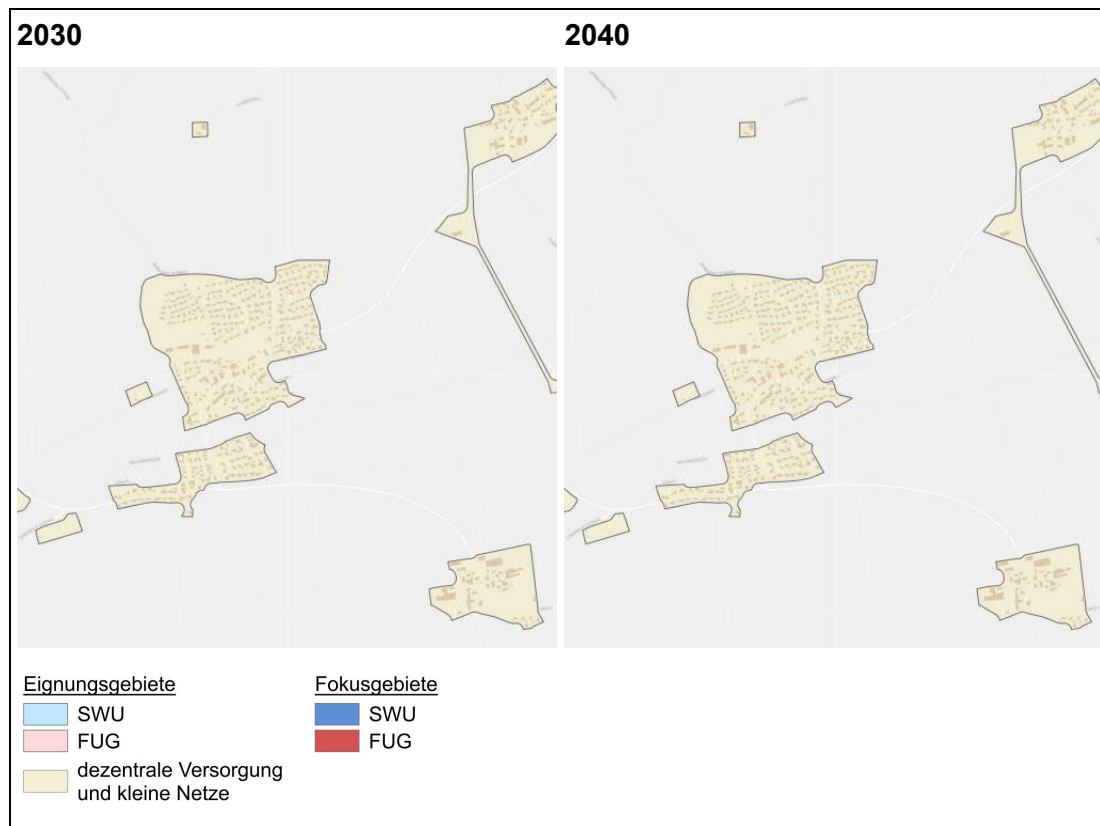 2030
2040
Eignungsgebiete
SWU
FUG
dezentrale Versorgung
und kleine Netze
Fokusgebiete
SWU
FUG